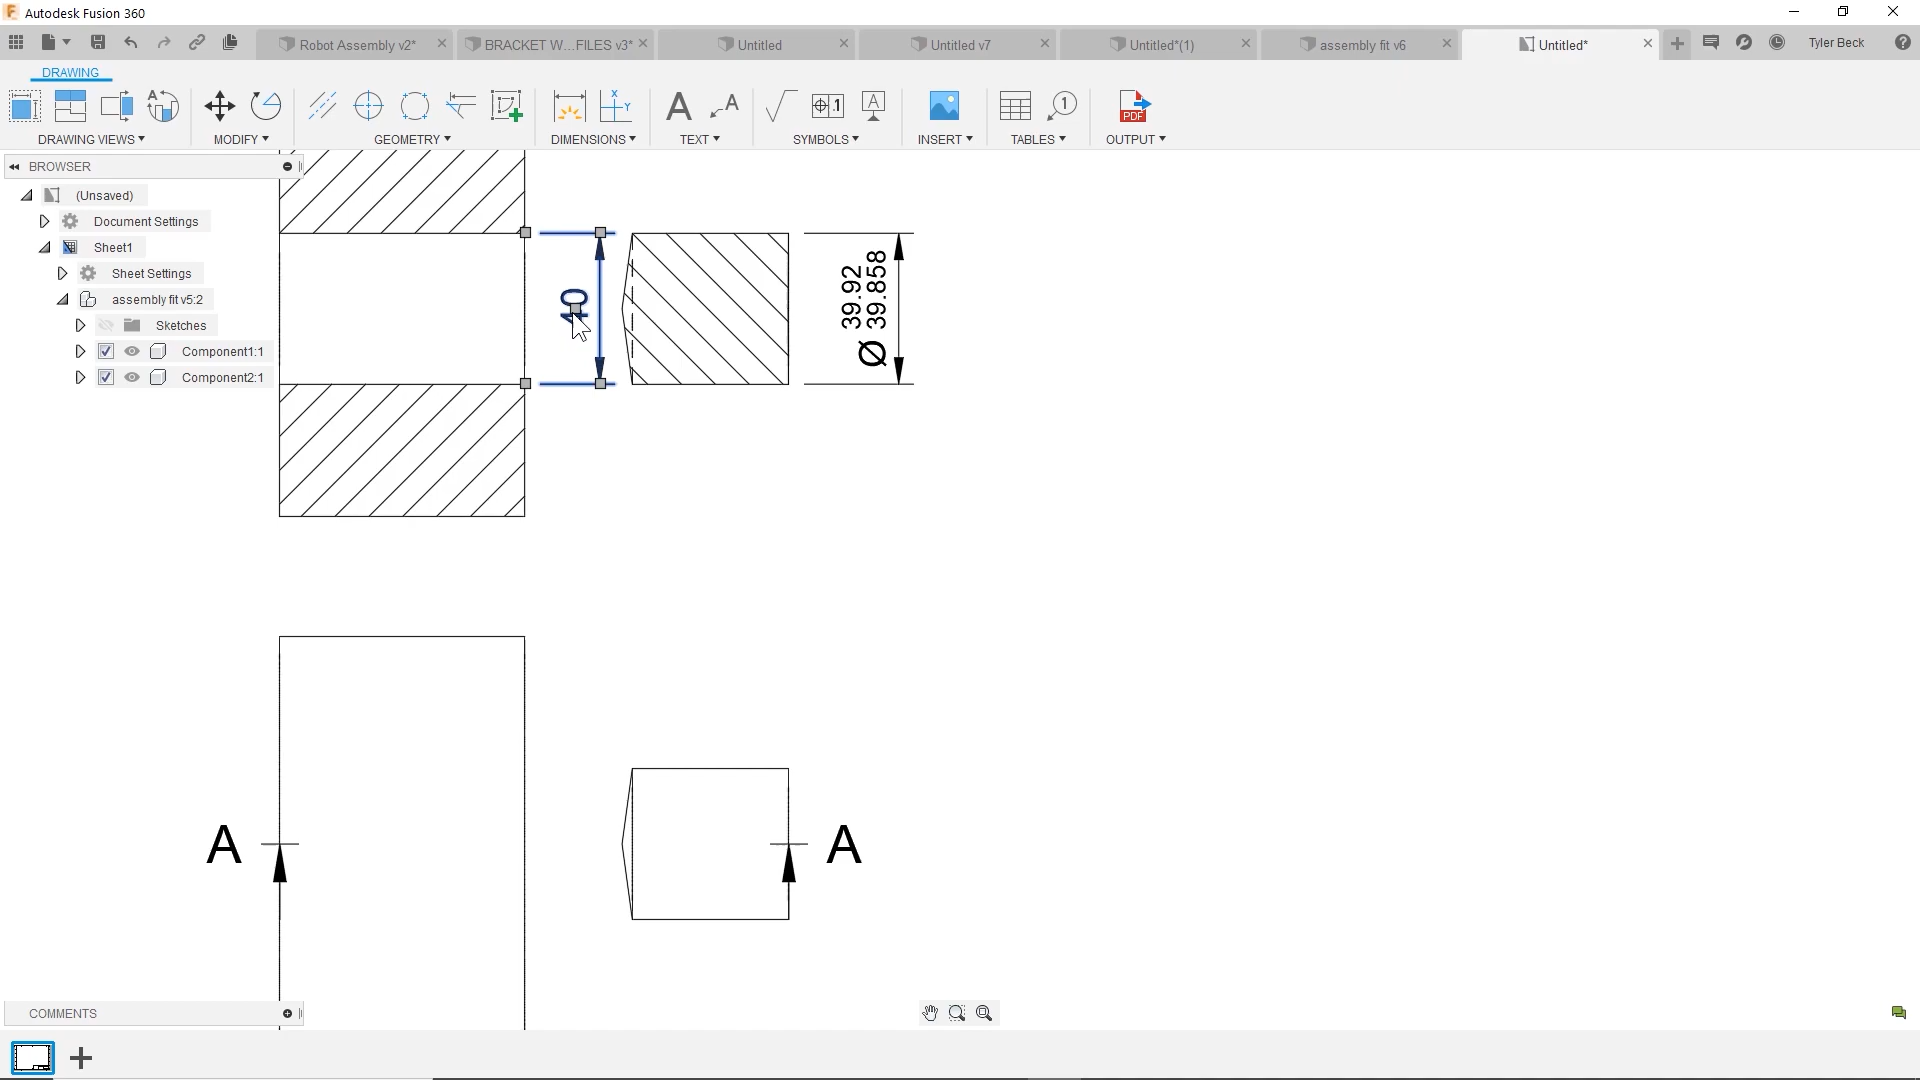 Autodesk Fusion 360
Robot Assembly v2*
BRACKET W...FILES v3*
Untitled
Untitled v7
Untitled*(1)
assembly fit v6
Untitled*
Tyler Beck
DRAWING
DRAWING VIEWS
MODIFY
GEOMETRY
DIMENSIONS
TEXT
SYMBOLS
INSERT
TABLES
OUTPUT
PDF
BROWSER
(Unsaved)
Document Settings
Sheet1
Sheet Settings
assembly fit v5:2
Sketches
Component1:1
Component2:1
40
Ø 39.92
39.858
A
A
COMMENTS